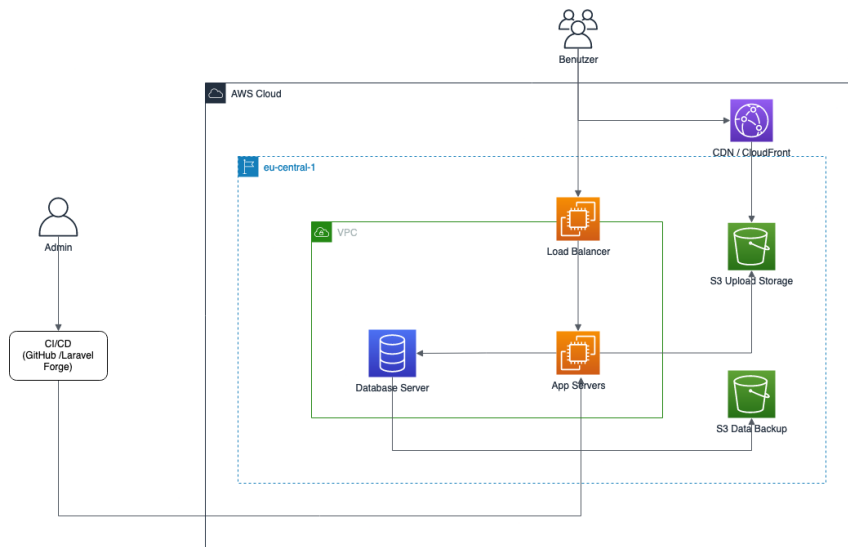 Benutzer
AWS Cloud
CDN / CloudFront
eu-central-1
Admin
VPC
Load Balancer
S3 Upload Storage
CI/CD
(GitHub /Laravel
Forge)
Database Server
App Servers
S3 Data Backup